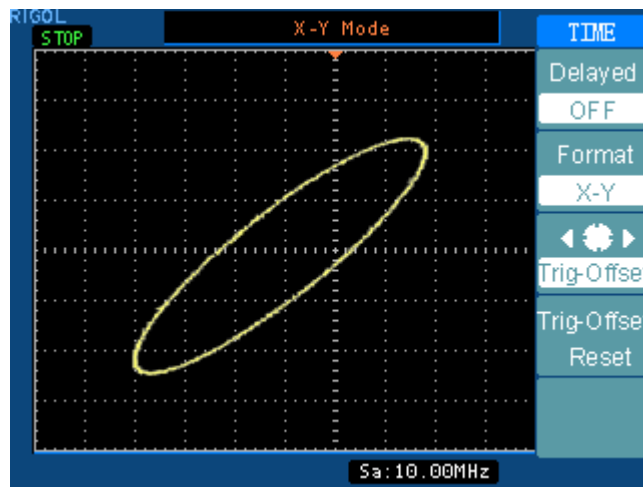 RIGOL
STOP
X-Y Mode
TIME
Delayed
OFF
Format
X-Y
Trig-Offse
Trig-Offse
Reset
Sa:10.00MHz